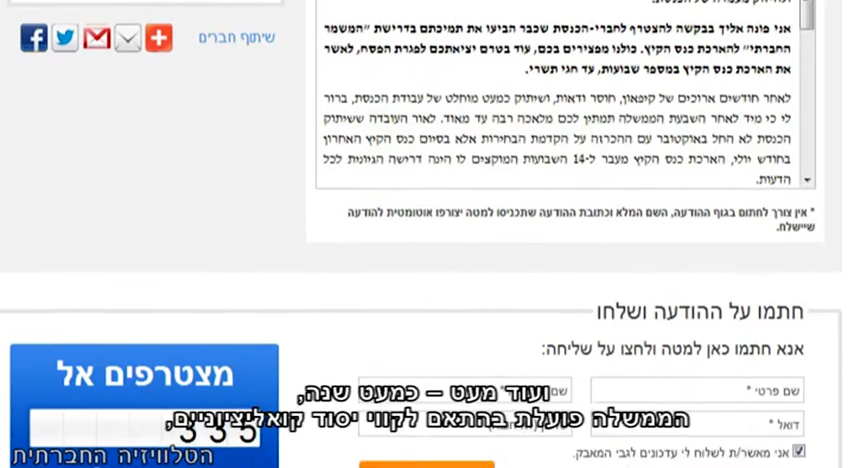 שיתוף חברים
אני פונה אליך בבקשה להצטרף לחברי-הכנסת שכבר הביעו את תמיכתם בדרישת "המשמר
החברתי" להארכת כנס הקיץ. כולנו מפצירים בכם, עוד בטרם יציאתכם לפגרת הפסח, לאשר
את הארכת כנס הקיץ במספר שבועות, עד חגי תשרי.
לאחר חודשים ארוכים של קיפאון, חוסר ודאות, ושיתוק כמעט מוחלט של עבודת הכנסת, ברור
לי כי מיד לאחר השבעת הממשלה תמתין לכם מלאכה רבה עד מאוד. לאור העובדה ששיתוק
הכנסת לא החל באוקטובר עם ההכרזה על הקדמת הבחירות אלא בסיום כנס הקיץ האחרון
בחודש יולי, הארכת כנס הקיץ מעבר ל-14 השבועות המוקצים לו הינה דרישה הגיונית לכל
הדעות.
* אין צורך לחתום בגוף ההודעה, השם המלא וכתובת ההודעה שתכניסו למטה יצורפו אוטומטית להודעה
שיישלח.
חתמו על ההודעה ושלחו
אנא חתמו כאן למטה ולחצו על שליחה:
שם פרטי *
שם
דואל *
אני מאשר/ת לשלוח לי עדכונים לגבי המאבק.
מצטרפים אל
335
ועוד מעט – כמעט שנה,
הממשלה פועלת בהתאם לקווי יסוד קואליציוניים,
הטלוויזיה החברתית